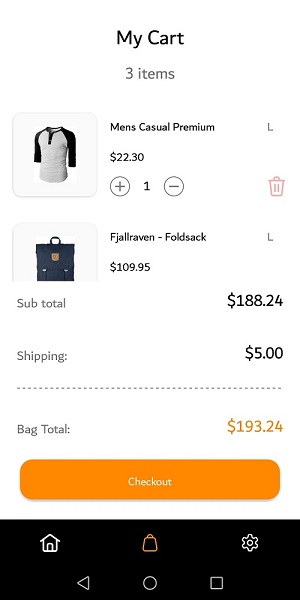 My Cart
3 items
Mens Casual Premium L
$22.30
1
Fjallraven - Foldsack L
$109.95
Sub total $188.24
Shipping: $5.00
Bag Total: $193.24
Checkout